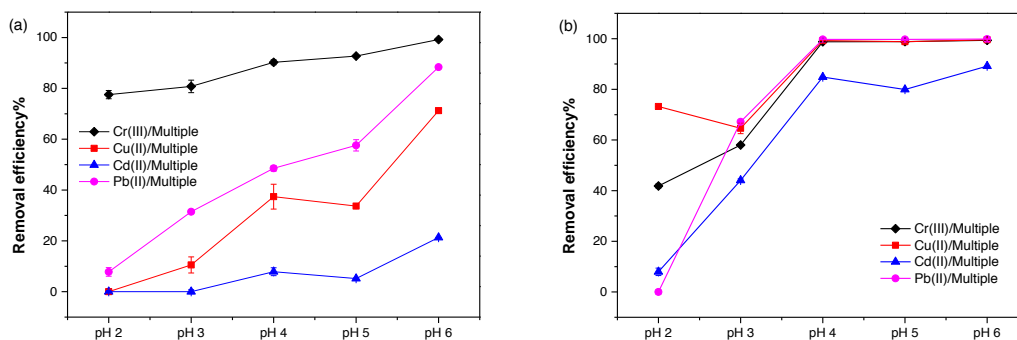 (a)
Removal efficiency%
100
80
60
40
20
0
Cr(III)/Multiple
Cu(II)/Multiple
Cd(II)/Multiple
Pb(II)/Multiple
pH 2 pH 3 pH 4 pH 5 pH 6
(b)
Removal efficiency%
100
80
60
40
20
0
Cr(III)/Multiple
Cu(II)/Multiple
Cd(II)/Multiple
Pb(II)/Multiple
pH 2 pH 3 pH 4 pH 5 pH 6